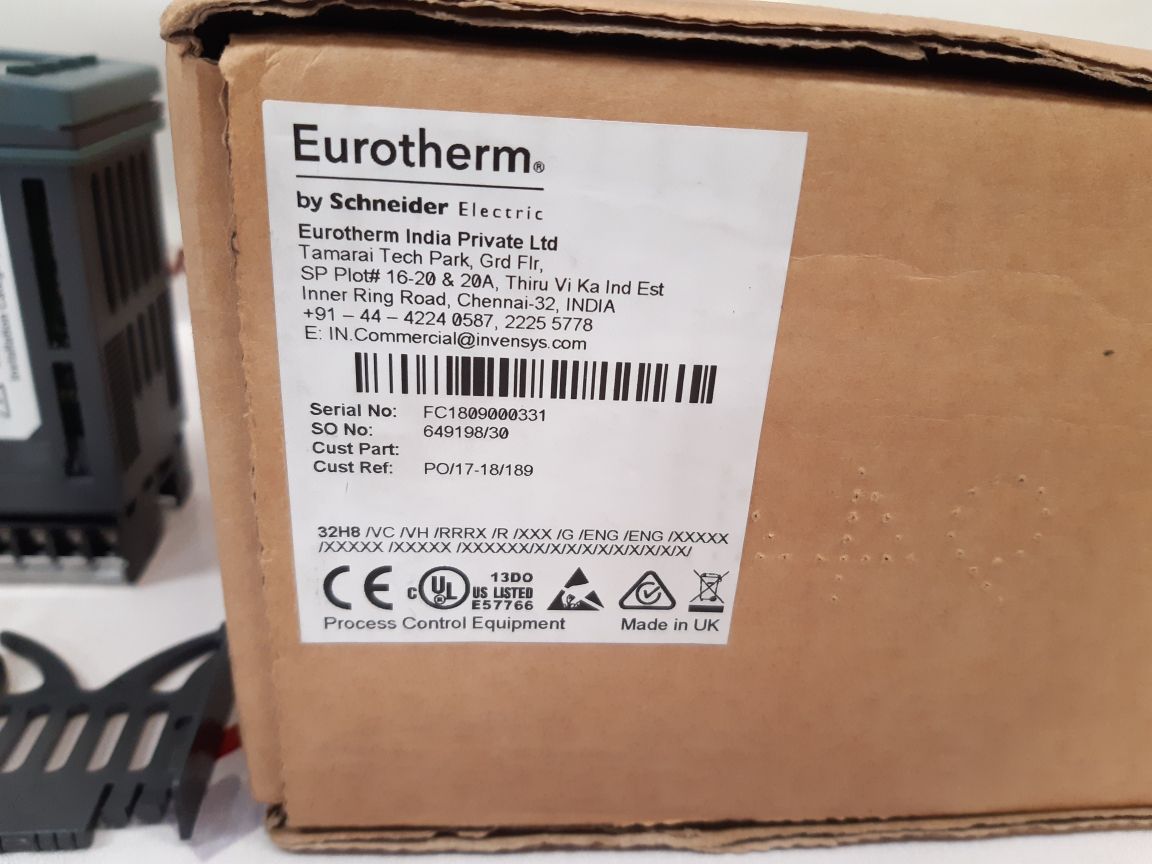 Eurotherm®
by Schneider Electric
Eurotherm India Private Ltd
Tamarai Tech Park, Grd Flr,
SP Plot# 16-20 & 20A, Thiru Vi Ka Ind Est
Inner Ring Road, Chennai-32, INDIA
+91 – 44 – 4224 0587, 2225 5778
E: IN.Commercial@invensys.com
Serial No: FC1809000331
SO No: 649198/30
Cust Part:
Cust Ref: PO/17-18/189
32H8 /VC /VH /RRRX /R /XXX /G /ENG /ENG /XXXXX
/XXXXX /XXXXX /XXXXXX/X/X/X/X/X/X/X/X/X/X/
CE c UL ® US LISTED 13DO E57766
Process Control Equipment Made in UK